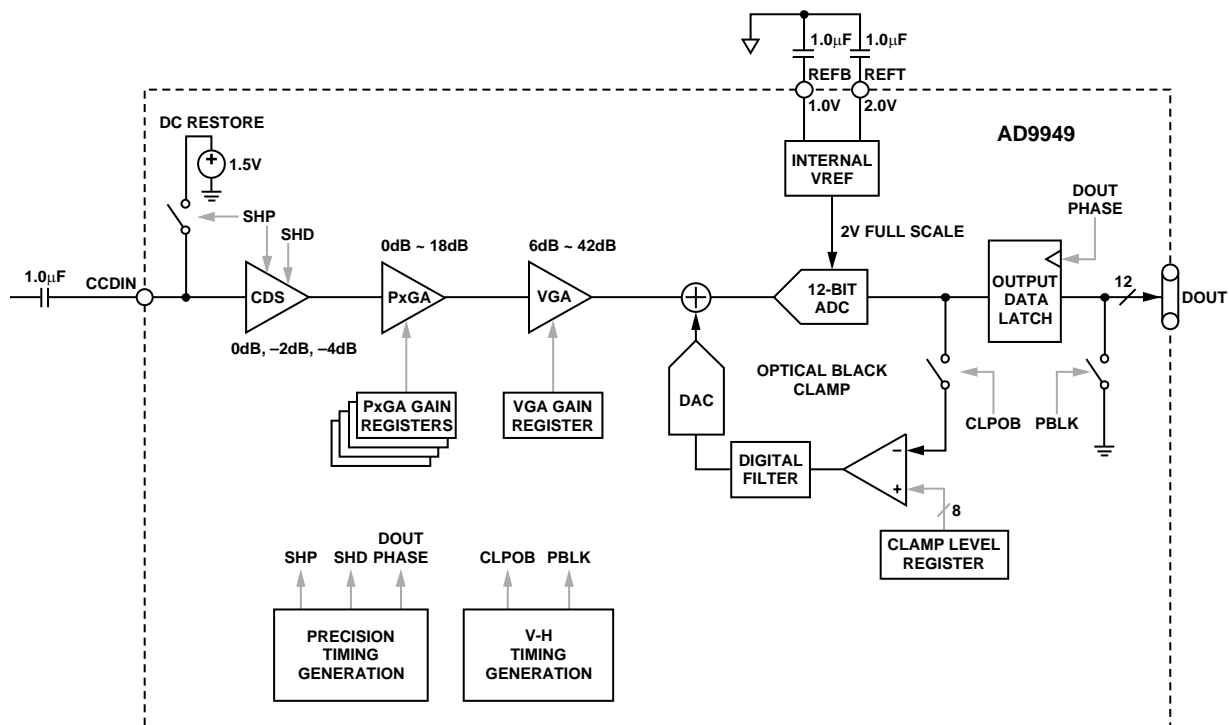 1.0μF 1.0μF
REFB REFT
1.0V 2.0V
DC RESTORE
AD9949
1.5V
INTERNAL
VREF
DOUT
PHASE
SHP
SHD
0dB ~ 18dB
6dB ~ 42dB
2V FULL SCALE
1.0μF
CCDIN
CDS
PxGA
VGA
12-BIT
ADC
OUTPUT
DATA
LATCH
12
DOUT
0dB, –2dB, –4dB
OPTICAL BLACK
CLAMP
DAC
PxGA GAIN
REGISTERS
VGA GAIN
REGISTER
CLPOB
PBLK
DIGITAL
FILTER
–
+
8
CLAMP LEVEL
REGISTER
SHP
SHD
DOUT
PHASE
CLPOB
PBLK
PRECISION
TIMING
GENERATION
V-H
TIMING
GENERATION